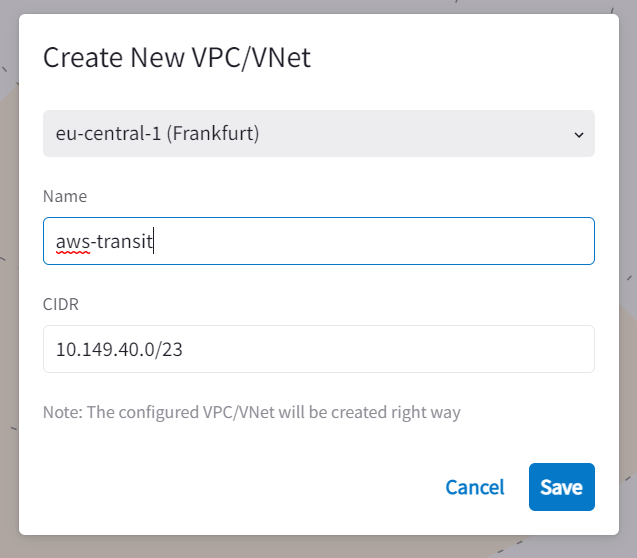 Create New VPC/VNet
eu-central-1 (Frankfurt)
Name
aws-transit
CIDR
10.149.40.0/23
Note: The configured VPC/VNet will be created right way
Cancel Save